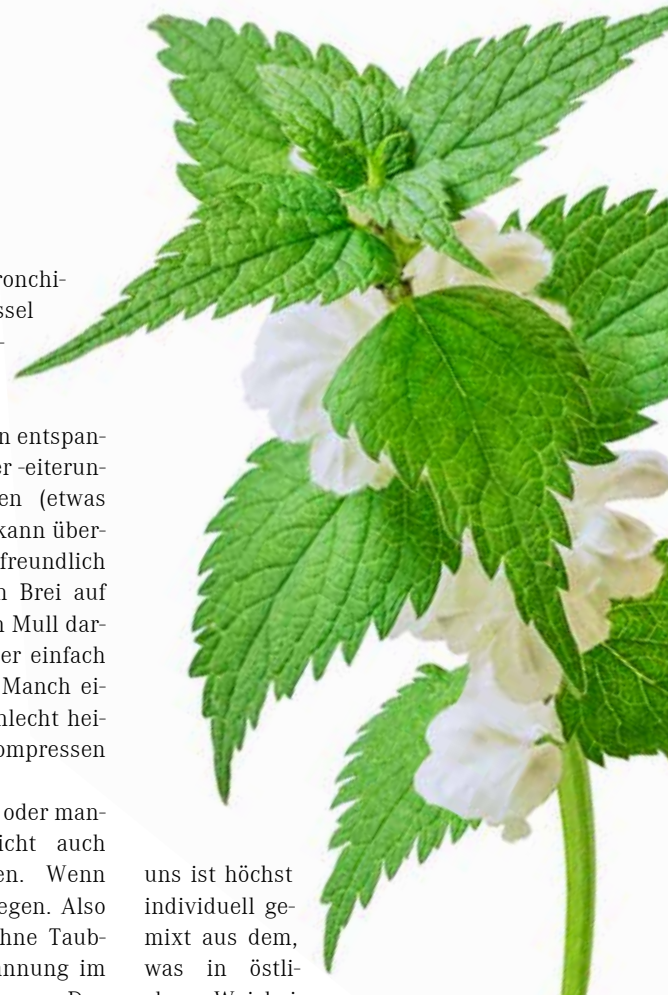 ronchi-
ssel
-
n entspan-
er -eiterun-
en (etwas
kann über-
freundlich
n Brei auf
n Mull dar-
er einfach
Manch ei-
hlecht hei-
ompressen
oder man-
icht auch
en. Wenn
egen. Also
hne Taub-
annung im
uns ist höchst
individuell ge-
mixt aus dem,
was in östli-